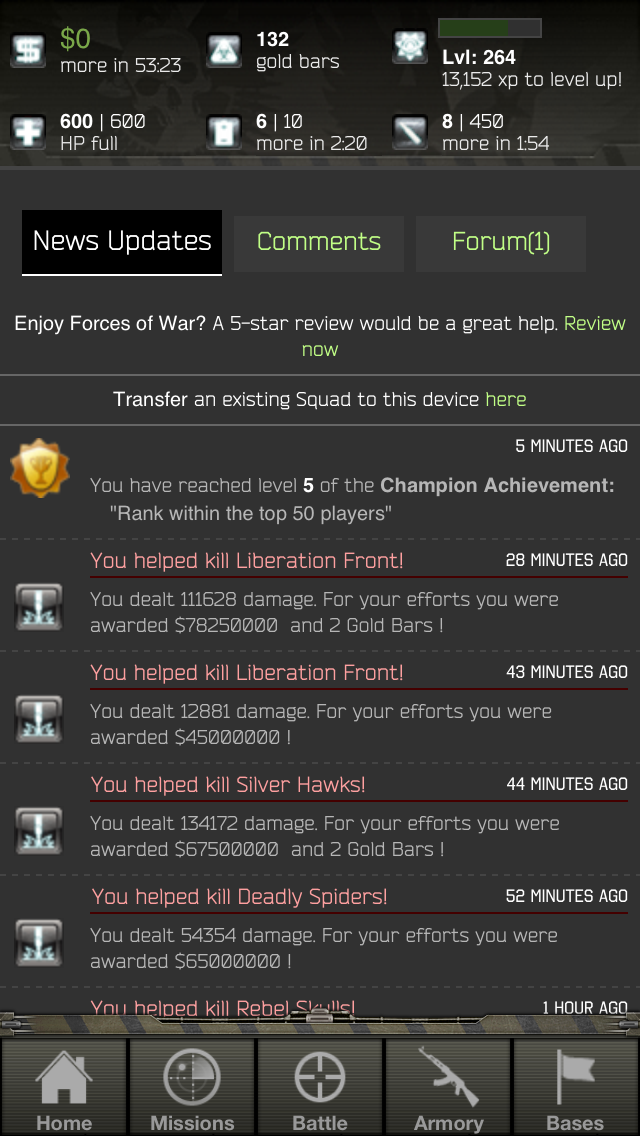 $0
more in 53:23
132
gold bars
Lvl: 264
13,152 xp to level up!
600 | 600
HP full
6 | 10
more in 2:20
8 | 450
more in 1:54
News Updates
Comments
Forum(1)
Enjoy Forces of War? A 5-star review would be a great help. Review
now
Transfer an existing Squad to this device here
5 MINUTES AGO
You have reached level 5 of the Champion Achievement:
"Rank within the top 50 players"
You helped kill Liberation Front!
28 MINUTES AGO
You dealt 111628 damage. For your efforts you were
awarded $78250000 and 2 Gold Bars !
You helped kill Liberation Front!
43 MINUTES AGO
You dealt 12881 damage. For your efforts you were
awarded $45000000 !
You helped kill Silver Hawks!
44 MINUTES AGO
You dealt 134172 damage. For your efforts you were
awarded $67500000 and 2 Gold Bars !
You helped kill Deadly Spiders!
52 MINUTES AGO
You dealt 54354 damage. For your efforts you were
awarded $65000000 !
You helped kill Rebel Skulls!
1 HOUR AGO
Home
Missions
Battle
Armory
Bases